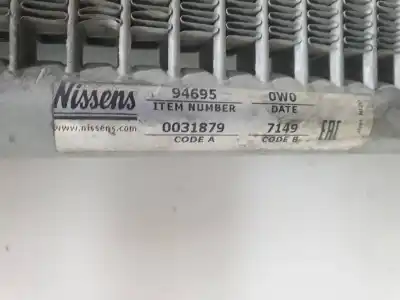 Nissens 94695 0W0
ITEM NUMBER DATE
www.nissens.com 0031879 7149 EAC
CODE A CODE B